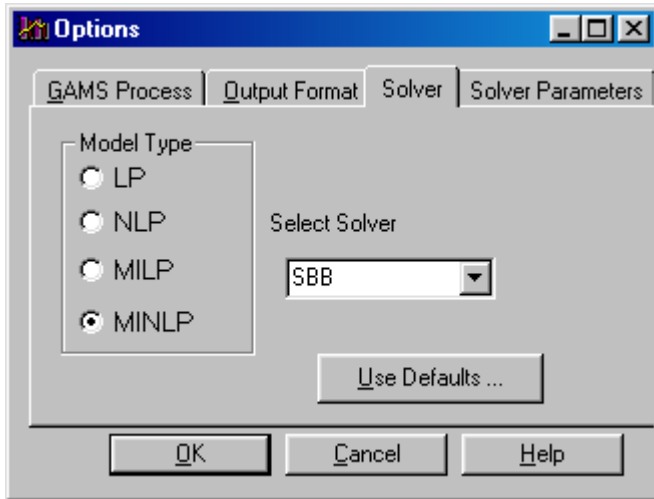 Options
GAMS Process
Output Format
Solver
Solver Parameters
Model Type
LP
NLP
MILP
MINLP
Select Solver
SBB
Use Defaults ...
OK
Cancel
Help